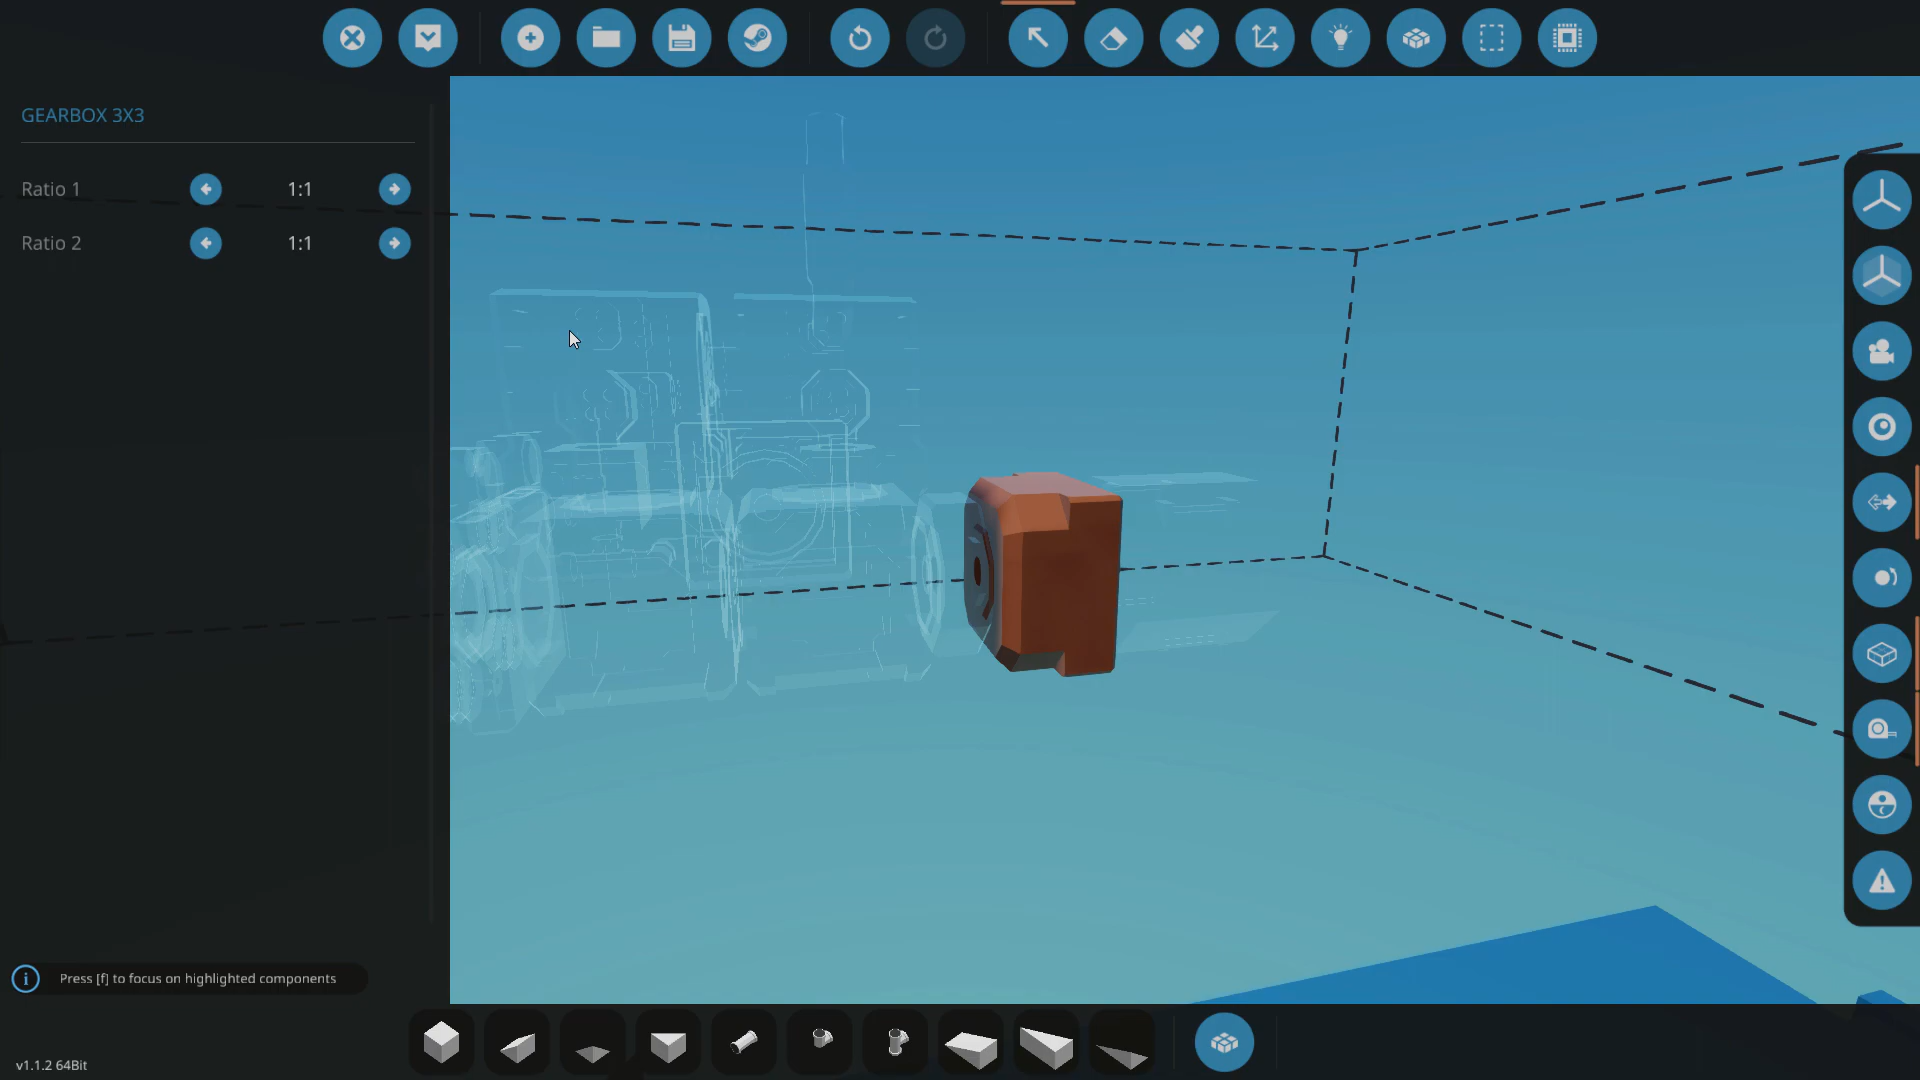 GEARBOX 3X3
Ratio 1 1:1
Ratio 2 1:1
Press [f] to focus on highlighted components
v1.1.2 64Bit